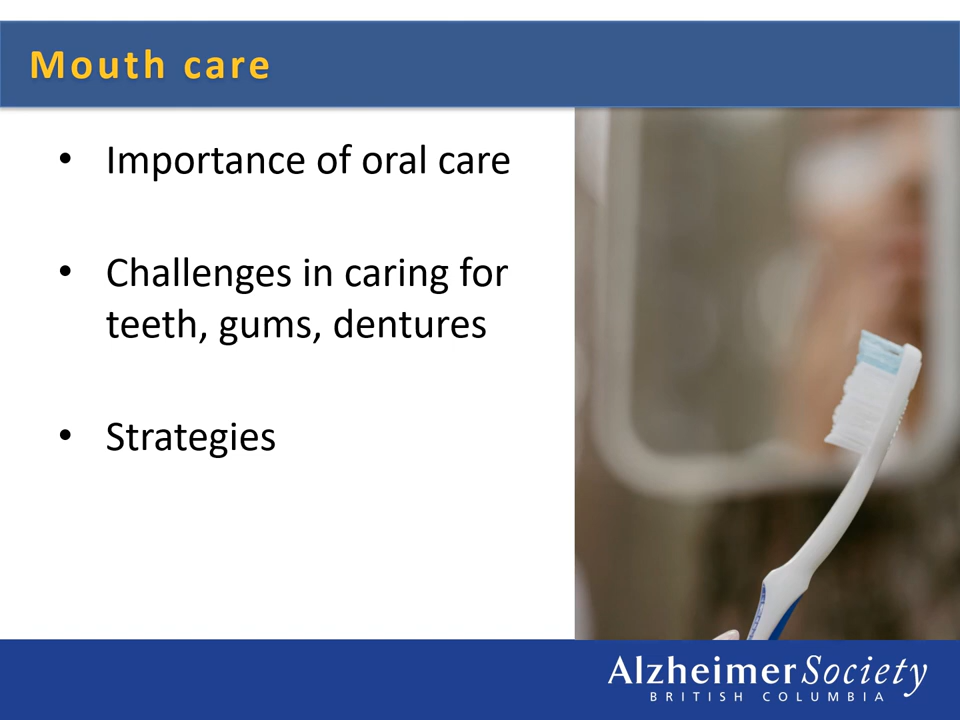 Mouth care
• Importance of oral care
• Challenges in caring for
teeth, gums, dentures
• Strategies
Alzheimer Society
BRITISH COLUMBIA